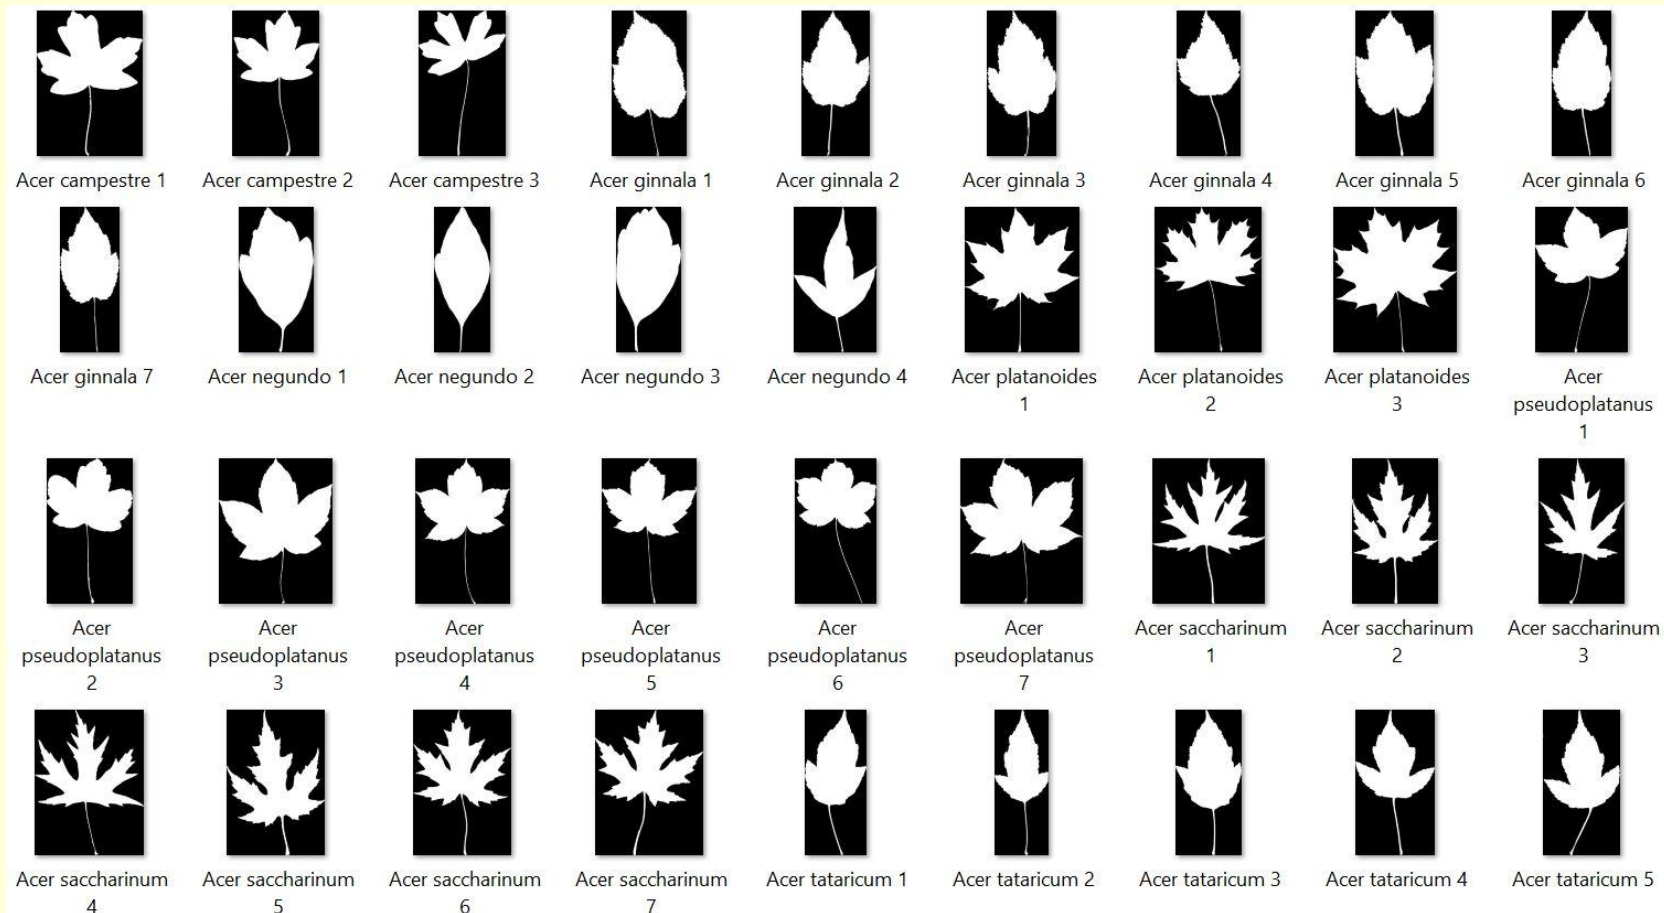 Acer campestre 1
Acer campestre 2
Acer campestre 3
Acer ginnala 1
Acer ginnala 2
Acer ginnala 3
Acer ginnala 4
Acer ginnala 5
Acer ginnala 6
Acer ginnala 7
Acer negundo 1
Acer negundo 2
Acer negundo 3
Acer negundo 4
Acer platanoides
1
Acer platanoides
2
Acer platanoides
3
Acer
pseudoplatanus
1
Acer
pseudoplatanus
2
Acer
pseudoplatanus
3
Acer
pseudoplatanus
4
Acer
pseudoplatanus
5
Acer
pseudoplatanus
6
Acer
pseudoplatanus
7
Acer saccharinum
1
Acer saccharinum
2
Acer saccharinum
3
Acer saccharinum
4
Acer saccharinum
5
Acer saccharinum
6
Acer saccharinum
7
Acer tataricum 1
Acer tataricum 2
Acer tataricum 3
Acer tataricum 4
Acer tataricum 5